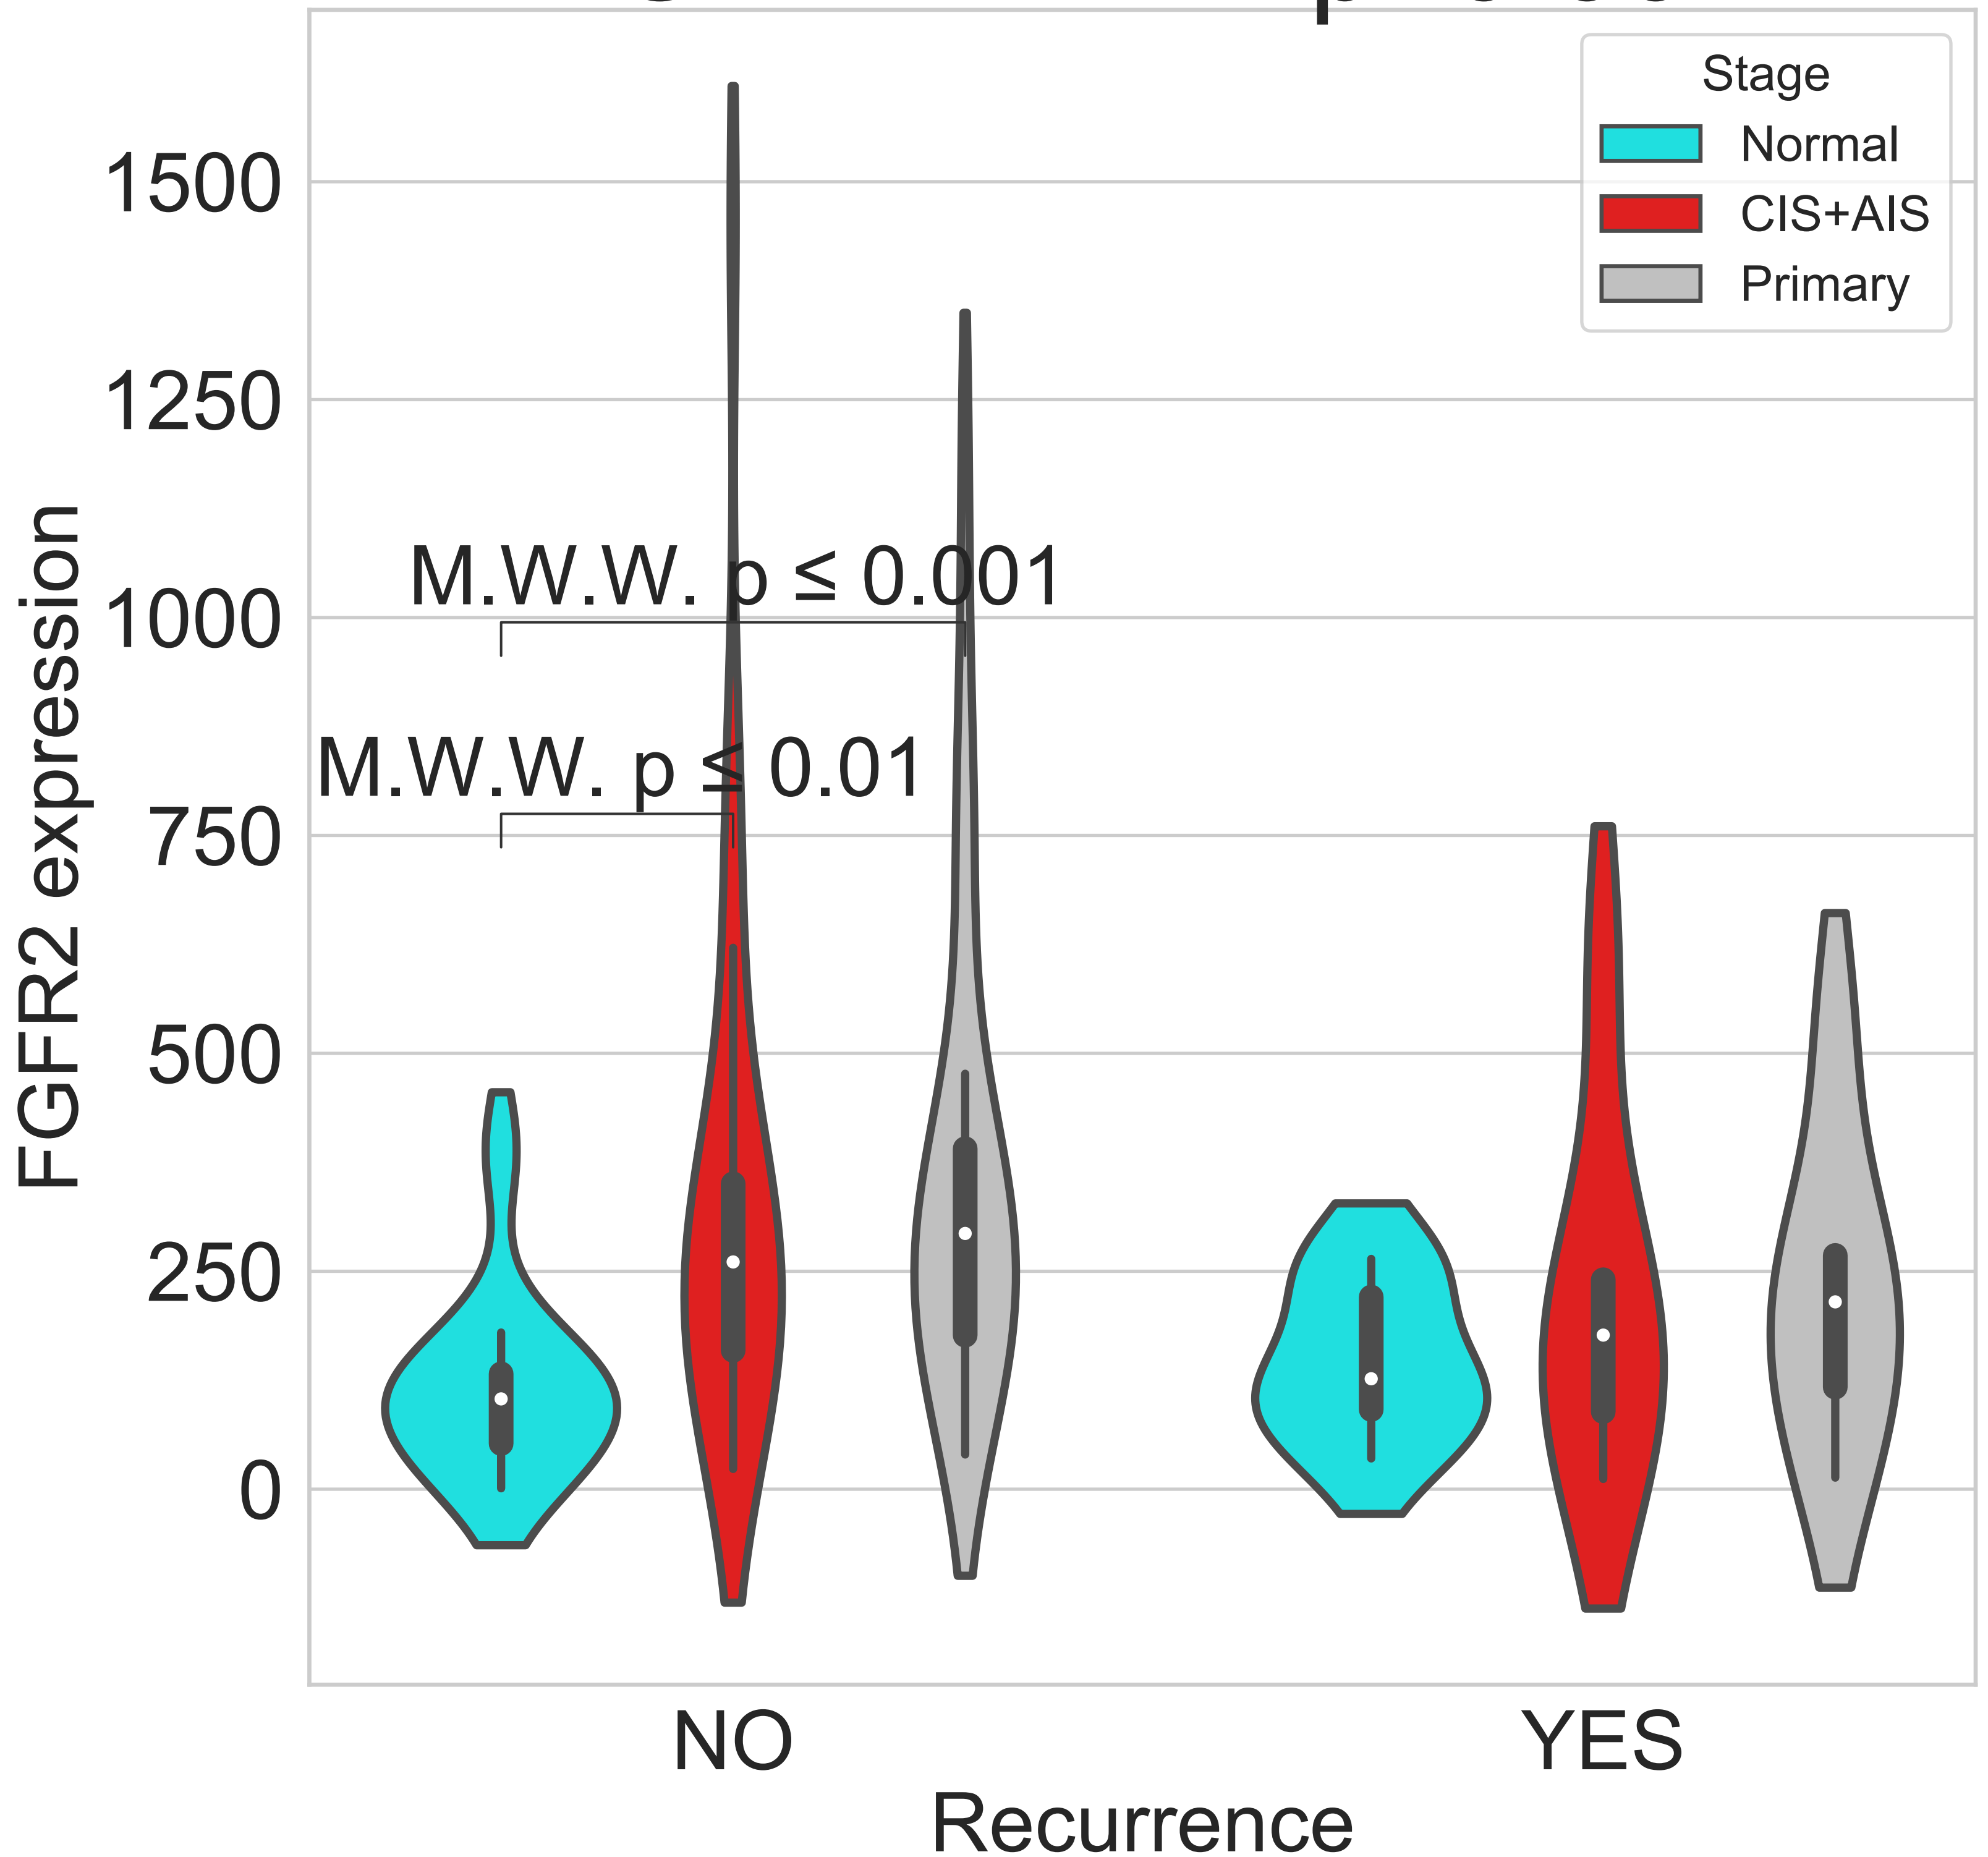 Stage
Normal
CIS+AIS
Primary
1500
1250
1000
750
500
250
0
FGFR2 expression
M.W.W. p ≤ 0.001
M.W.W. p ≤ 0.01
NO
YES
Recurrence